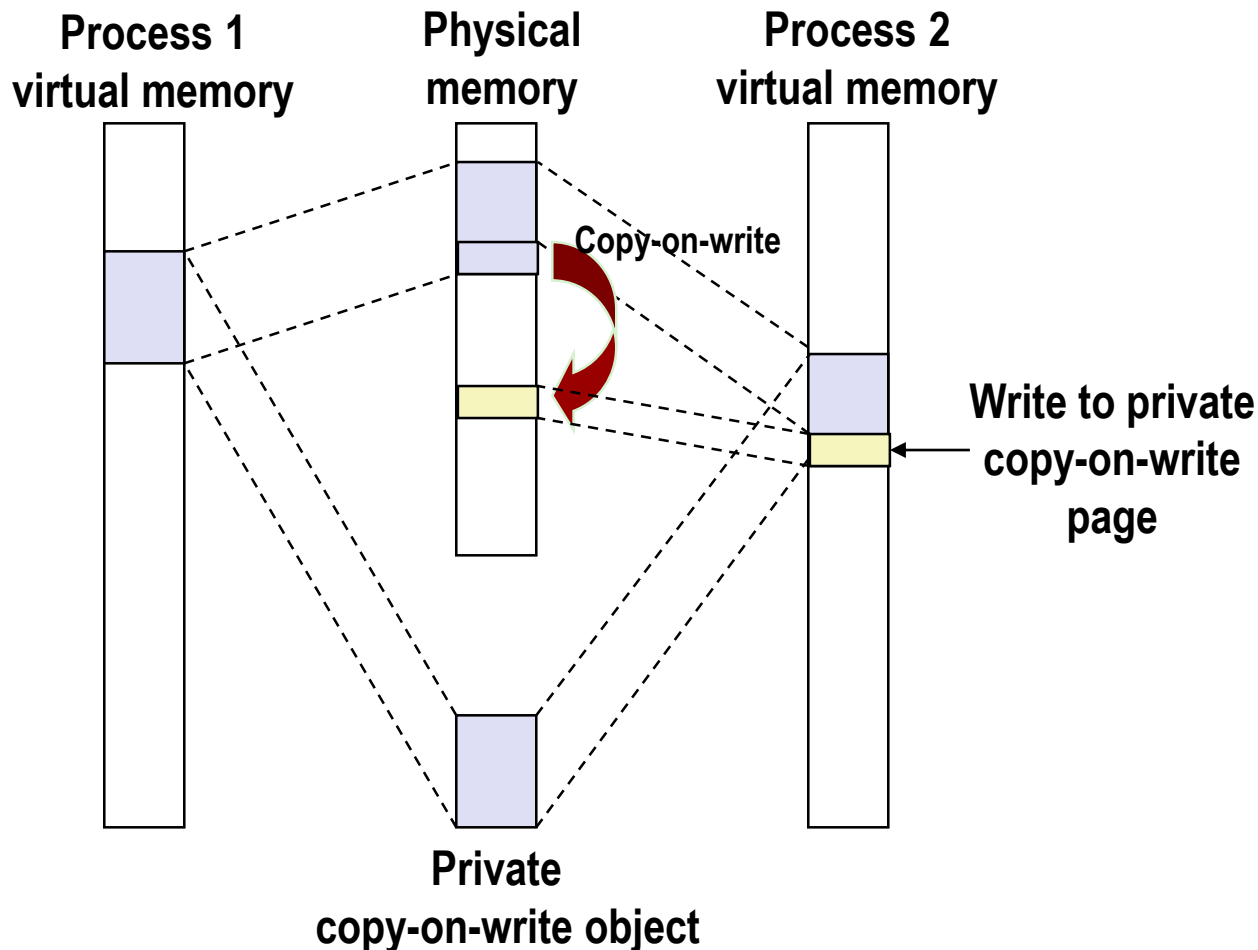 Process 1
virtual memory
Physical
memory
Process 2
virtual memory
Copy-on-write
Write to private
copy-on-write
page
Private
copy-on-write object